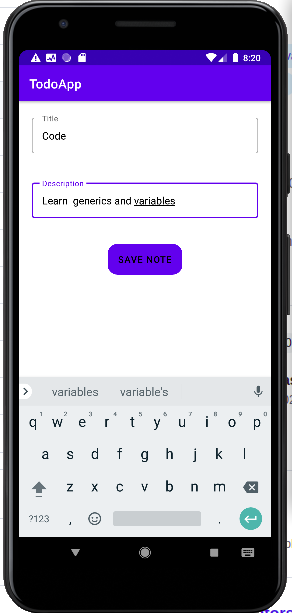 8:20
TodoApp
Title
Code
Description
Learn generics and variables
SAVE NOTE
variables variable's
q 1 w 2 e 3 r 4 t 5 y 6 u 7 i 8 o 9 p 0
a s d f g h j k l
z x c v b n m
?123 , .